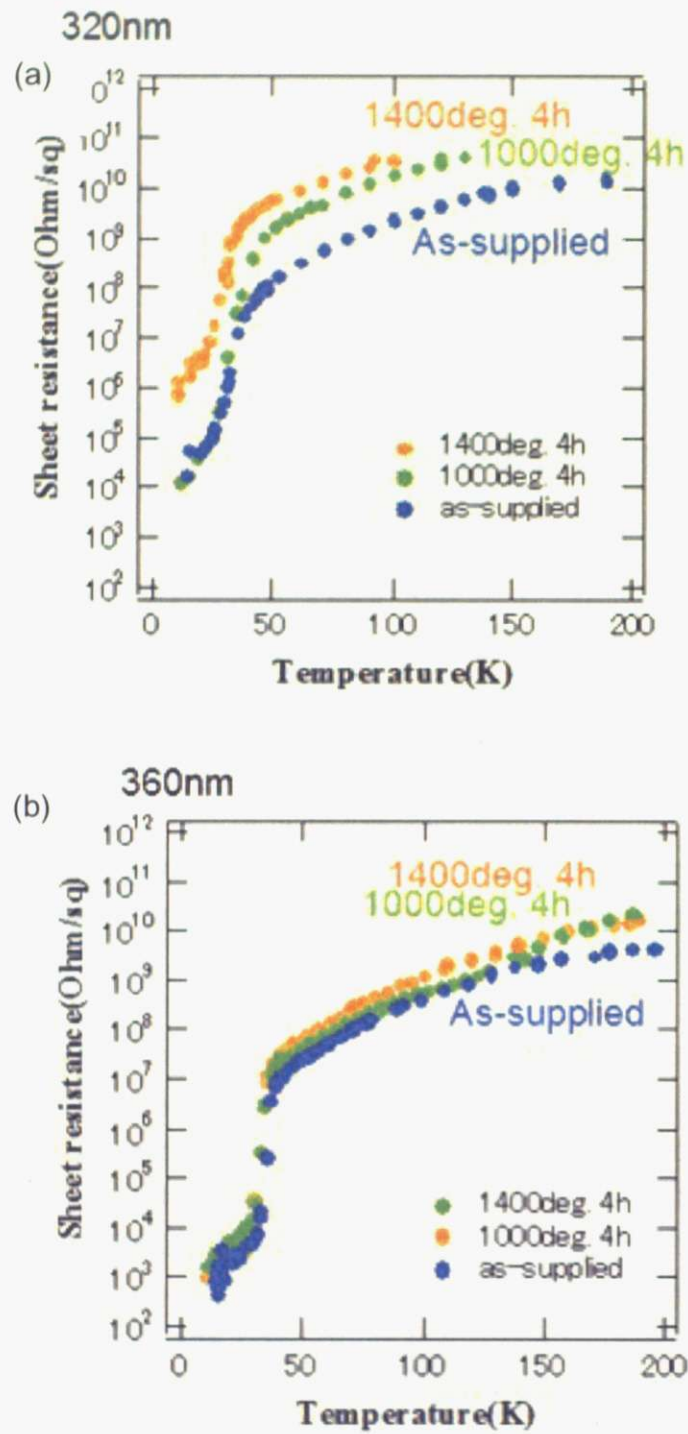 320nm
(a)
0¹²
10¹¹
10¹⁰
10⁹
10⁸
10⁷
10⁶
10⁵
10⁴
10³
10²
Sheet resistance(Ohm/sq)
1400deg. 4h
1000deg. 4h
As-supplied
1400deg. 4h
1000deg. 4h
as-supplied
0
50
100
150
200
Temperature(K)
360nm
(b)
10¹²
10¹¹
10¹⁰
10⁹
10⁸
10⁷
10⁶
10⁵
10⁴
10³
10²
Sheet resistance(Ohm/sq)
1400deg. 4h
1000deg. 4h
As-supplied
1400deg. 4h
1000deg. 4h
as-supplied
0
50
100
150
200
Temperature(K)